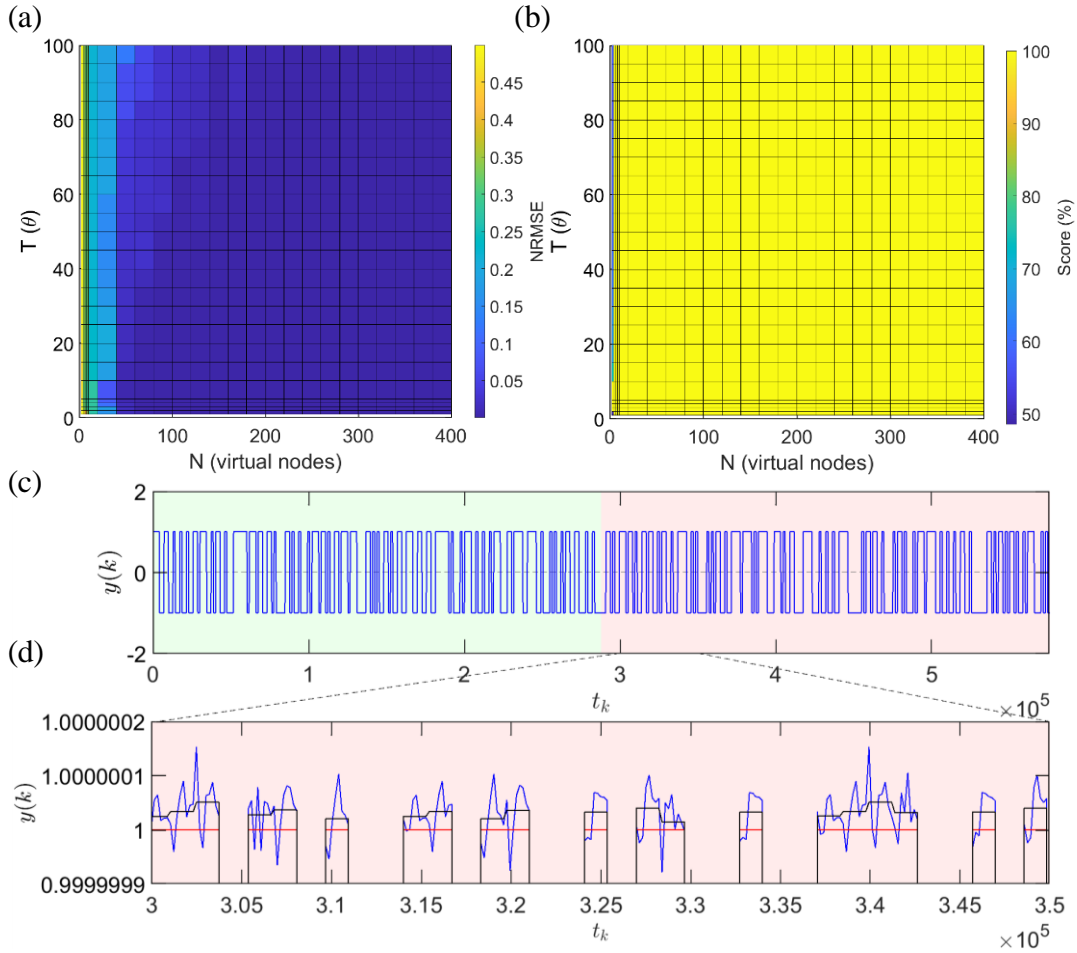 (a)
100
80
60
40
20
0
T (θ)
0 100 200 300 400
N (virtual nodes)
0.45
0.4
0.35
0.3
0.25
0.2
0.15
0.1
0.05
NRMSE
(b)
100
80
60
40
20
0
T (θ)
0 100 200 300 400
N (virtual nodes)
100
90
80
70
60
50
Score (%)
(c)
2
0
-2
y(k)
0 1 2 3 4 5
t_k
×10^5
(d)
1.0000002
1.0000001
1
0.9999999
y(k)
3 3.05 3.1 3.15 3.20 3.25 3.3 3.35 3.40 3.45 3.5
t_k
×10^5